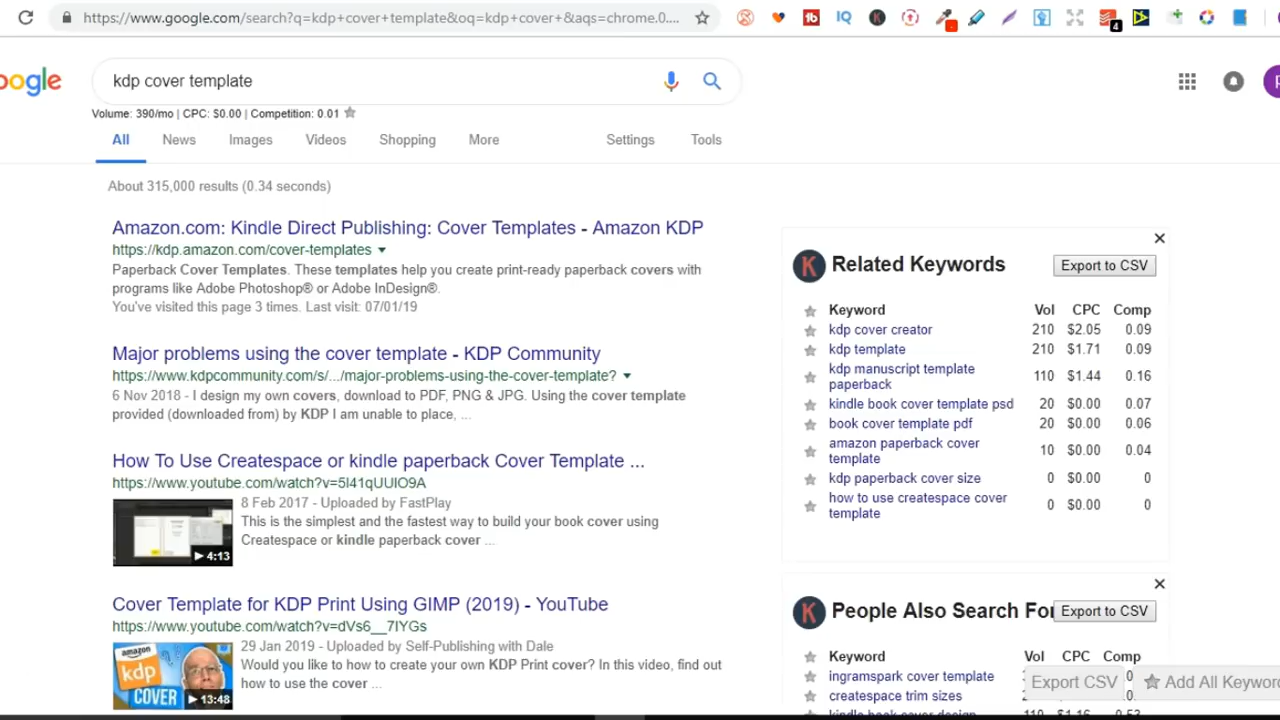 https://www.google.com/search?q=kdp+cover+template&oq=kdp+cover+&aqs=chrome.0....
4
oogle
kdp cover template
Volume: 390/mo | CPC: $0.00 | Competition: 0.01
All News Images Videos Shopping More Settings Tools
About 315,000 results (0.34 seconds)
Amazon.com: Kindle Direct Publishing: Cover Templates - Amazon KDP
https://kdp.amazon.com/cover-templates
Paperback Cover Templates. These templates help you create print-ready paperback covers with
programs like Adobe Photoshop® or Adobe InDesign®.
You've visited this page 3 times. Last visit: 07/01/19
Major problems using the cover template - KDP Community
https://www.kdpcommunity.com/s/.../major-problems-using-the-cover-template?
6 Nov 2018 - I design my own covers, download to PDF, PNG & JPG. Using the cover template
provided (downloaded from) by KDP I am unable to place, ...
How To Use Createspace or kindle paperback Cover Template ...
https://www.youtube.com/watch?v=5I41qUUIO9A
8 Feb 2017 - Uploaded by FastPlay
This is the simplest and the fastest way to build your book cover using
Createspace or kindle paperback cover ...
4:13
Cover Template for KDP Print Using GIMP (2019) - YouTube
https://www.youtube.com/watch?v=dVs6__7IYGs
29 Jan 2019 - Uploaded by Self-Publishing with Dale
Would you like to how to create your own KDP Print cover? In this video, find out
how to use the cover ...
amazon
kdp
COVER
13:48
K Related Keywords Export to CSV
Keyword Vol CPC Comp
kdp cover creator 210 $2.05 0.09
kdp template 210 $1.71 0.09
kdp manuscript template
paperback 110 $1.44 0.16
kindle book cover template psd 20 $0.00 0.07
book cover template pdf 20 $0.00 0.06
amazon paperback cover
template 10 $0.00 0.04
kdp paperback cover size 0 $0.00 0
how to use createspace cover
template 0 $0.00 0
K People Also Search For Export to CSV
Keyword Vol CPC Comp
ingramspark cover template
createspace trim sizes
kindle book cover design 110 $1.16 0.53
Export CSV Add All Keyword